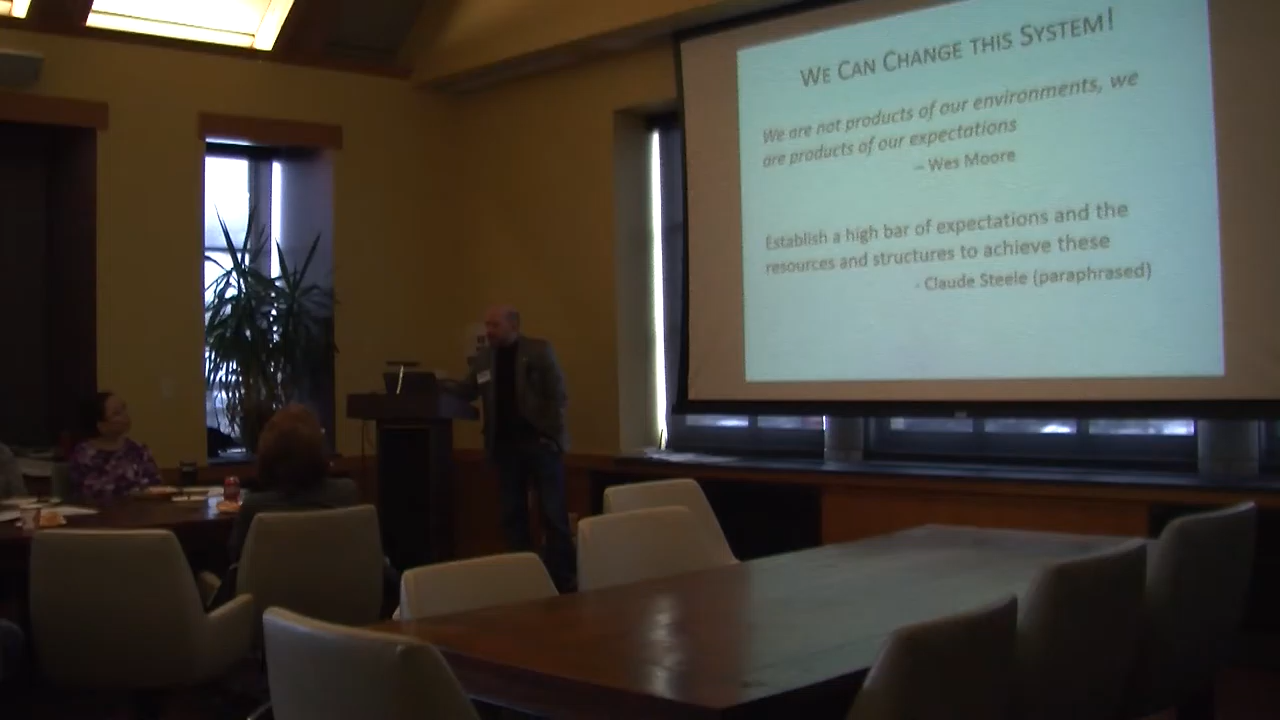 We Can Change this System!
We are not products of our environments, we
are products of our expectations
– Wes Moore
Establish a high bar of expectations and the
resources and structures to achieve these
- Claude Steele (paraphrased)